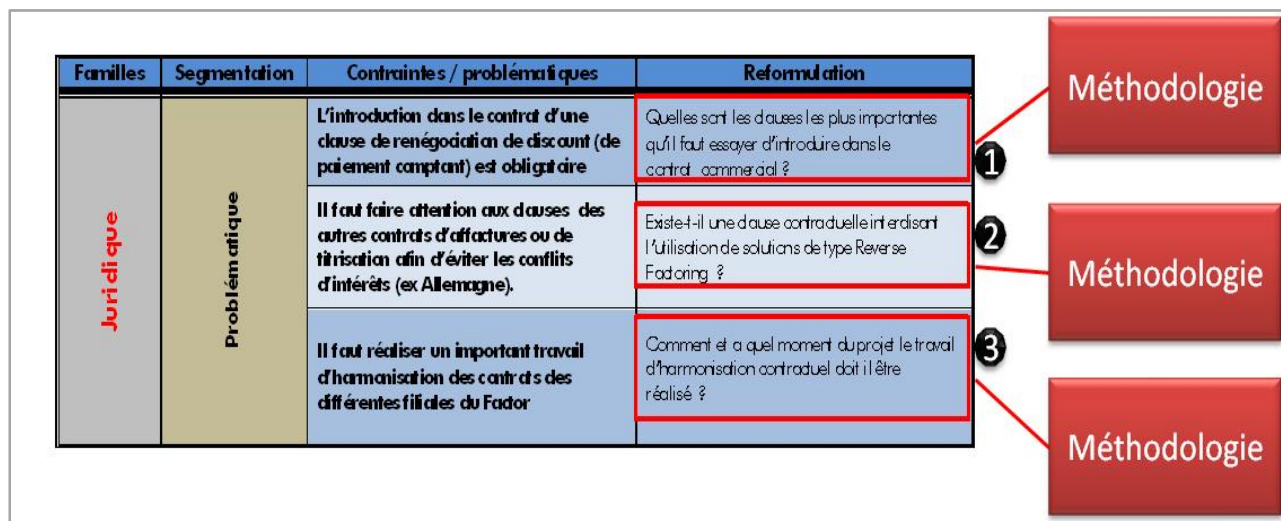 Familles Segmentation Contraintes / problématiques Reformulation
Juridique
Problématique
L'introduction dans le contrat d'une
clause de renégociation de discount (de
paiement comptant) est obligatoire
Quelles sont les clauses les plus importantes
qu'il faut essayer d'introduire dans le
contrat commercial ?
1
Méthodologie
Il faut faire attention aux clauses des
autres contrats d'affactures ou de
titrisation afin d'éviter les conflits
d'intérêts (ex Allemagne).
Existe-t-il une clause contractuelle interdisant
l'utilisation de solutions de type Reverse
Factoring ?
2
Méthodologie
Il faut réaliser un important travail
d'harmonisation des contrats des
différentes filiales du Factor
Comment et a quel moment du projet le travail
d'harmonisation contractuel doit il être
réalisé ?
3
Méthodologie